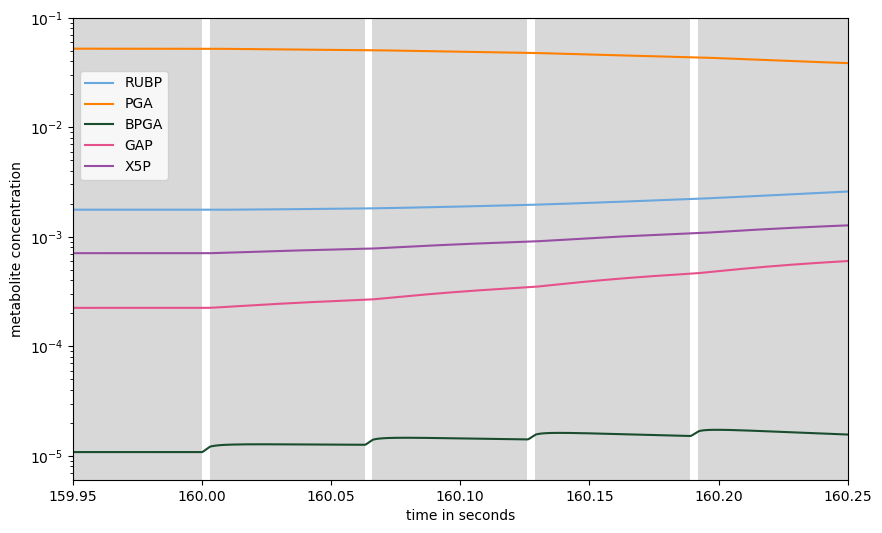 10⁻¹
10⁻²
10⁻³
10⁻⁴
10⁻⁵
metabolite concentration
RUBP
PGA
BPGA
GAP
X5P
159.95 160.00 160.05 160.10 160.15 160.20 160.25
time in seconds